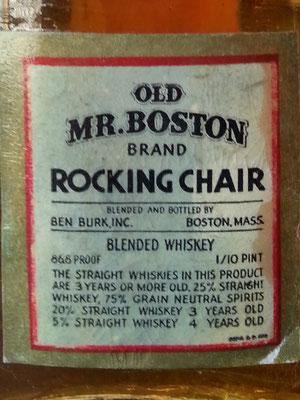 OLD
MR. BOSTON
BRAND
ROCKING CHAIR
BLENDED AND BOTTLED BY
BEN BURK, INC. BOSTON, MASS.
BLENDED WHISKEY
86.8 PROOF 1/10 PINT
THE STRAIGHT WHISKIES IN THIS PRODUCT
ARE 3 YEARS OR MORE OLD. 25% STRAIGHT
WHISKEY, 75% GRAIN NEUTRAL SPIRITS
20% STRAIGHT WHISKEY 3 YEARS OLD
5% STRAIGHT WHISKEY 4 YEARS OLD